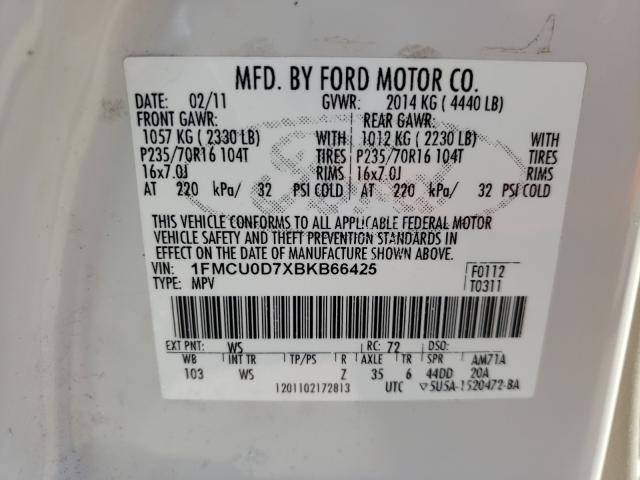 MFD. BY FORD MOTOR CO.
DATE: 02/11 GVWR: 2014 KG ( 4440 LB)
FRONT GAWR: REAR GAWR:
1057 KG ( 2330 LB) WITH 1012 KG ( 2230 LB) WITH
P235/70R16 104T TIRES P235/70R16 104T TIRES
16x7.0J RIMS 16x7.0J RIMS
AT 220 kPa/ 32 PSI COLD AT 220 kPa/ 32 PSI COLD
THIS VEHICLE CONFORMS TO ALL APPLICABLE FEDERAL MOTOR
VEHICLE SAFETY AND THEFT PREVENTION STANDARDS IN
EFFECT ON THE DATE OF MANUFACTURE SHOWN ABOVE.
VIN: 1FMCU0D7XBKB66425 F0112
TYPE: MPV T0311
EXT PNT: WS RC: 72 DSO:
WB INT TR TP/PS R AXLE TR SPR AM71A
103 WS Z 35 6 44DD 20A
1201102172813 UTC ▽5U5A-1520472-BA